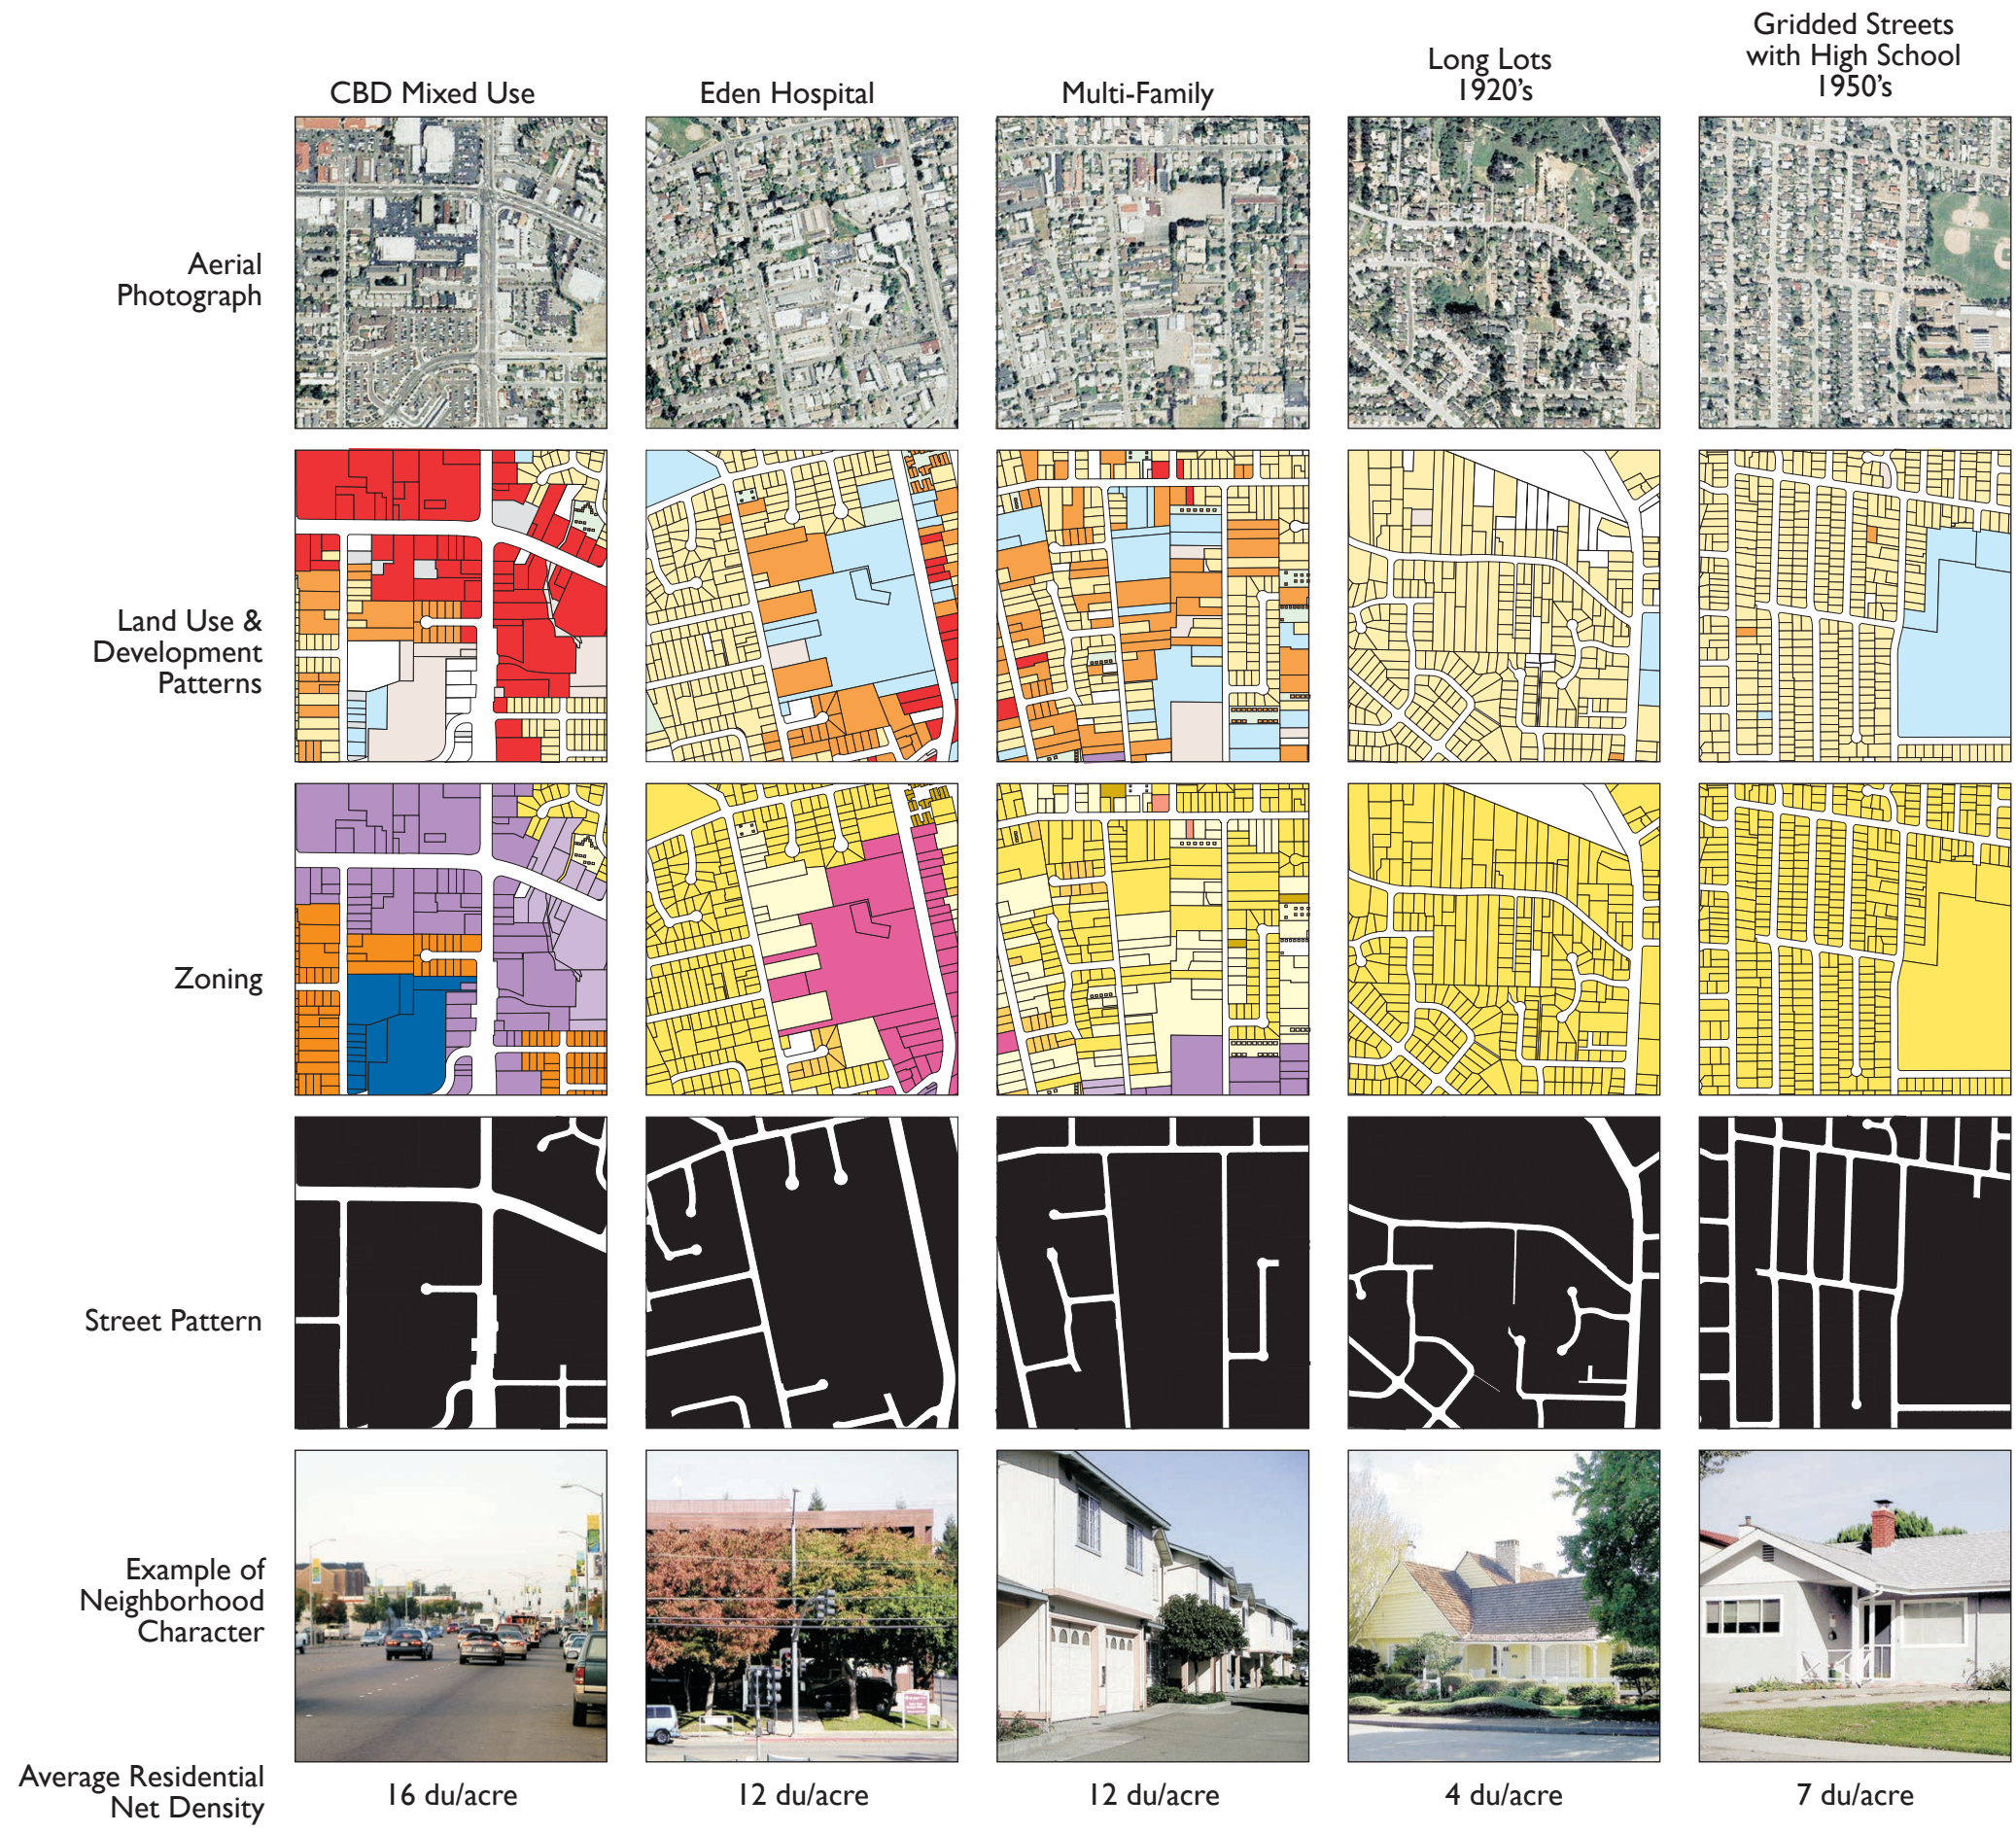 CBD Mixed Use
Eden Hospital
Multi-Family
Long Lots
1920's
Gridded Streets
with High School
1950's
Aerial
Photograph
Land Use &
Development
Patterns
Zoning
Street Pattern
Example of
Neighborhood
Character
Average Residential
Net Density
16 du/acre
12 du/acre
12 du/acre
4 du/acre
7 du/acre